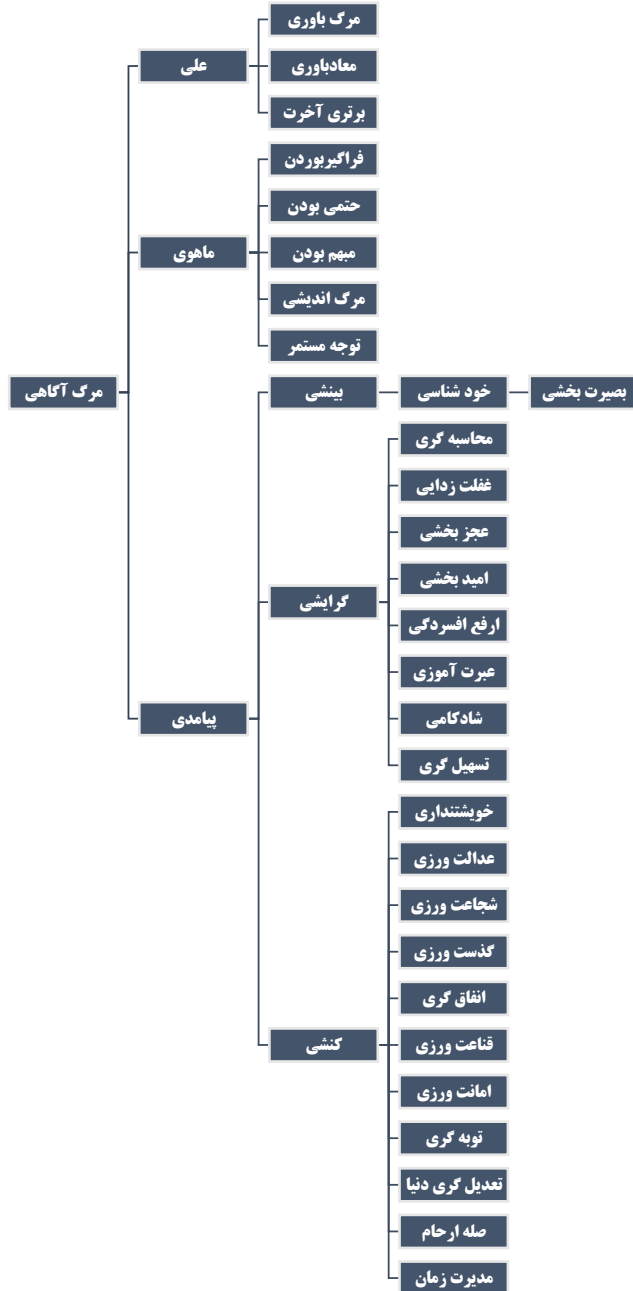 مرگ آگاهی
علی
مرگ باوری
معادباوری
برتری آخرت
ماهوی
فراگیربوردن
حتمی بودن
مبهم بودن
مرگ اندیشی
توجه مستمر
پیامدی
بینشی
خود شناسی
بصیرت بخشی
گرایشی
محاسبه گری
غفلت زدایی
عجز بخشی
امید بخشی
ارفع افسردگی
عبرت آموزی
شادکامی
تسهیل گری
کنشی
خویشتنداری
عدالت ورزی
شجاعت ورزی
گذست ورزی
انفاق گری
قناعت ورزی
امانت ورزی
توبه گری
تعدیل گری دنیا
صله ارحام
مدیرت زمان